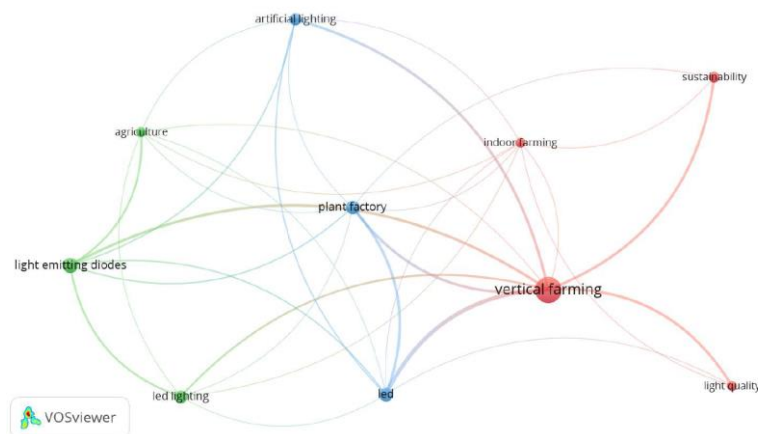 artificial lighting
sustainability
agriculture
indoor farming
plant factory
light emitting diodes
vertical farming
light quality
led lighting
led
VOSviewer